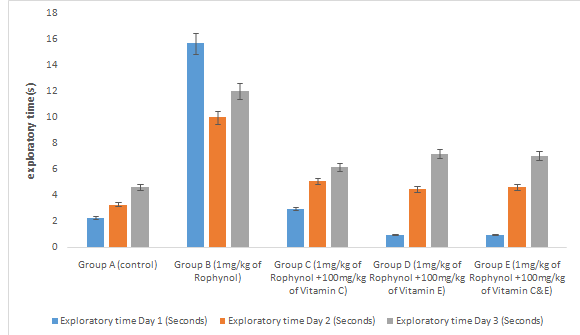 18
16
14
12
10
8
6
4
2
0
exploratory time(s)
Group A (control)
Group B (1mg/kg of
Rophynol)
Group C (1mg/kg of
Rophynol +100mg/kg
of Vitamin C)
Group D (1mg/kg of
Rophynol +100mg/kg
of Vitamin E)
Group E (1mg/kg of
Rophynol +100mg/kg
of Vitamin C&E)
Exploratory time Day 1 (Seconds)
Exploratory time Day 2 (Seconds)
Exploratory time Day 3 (Seconds)